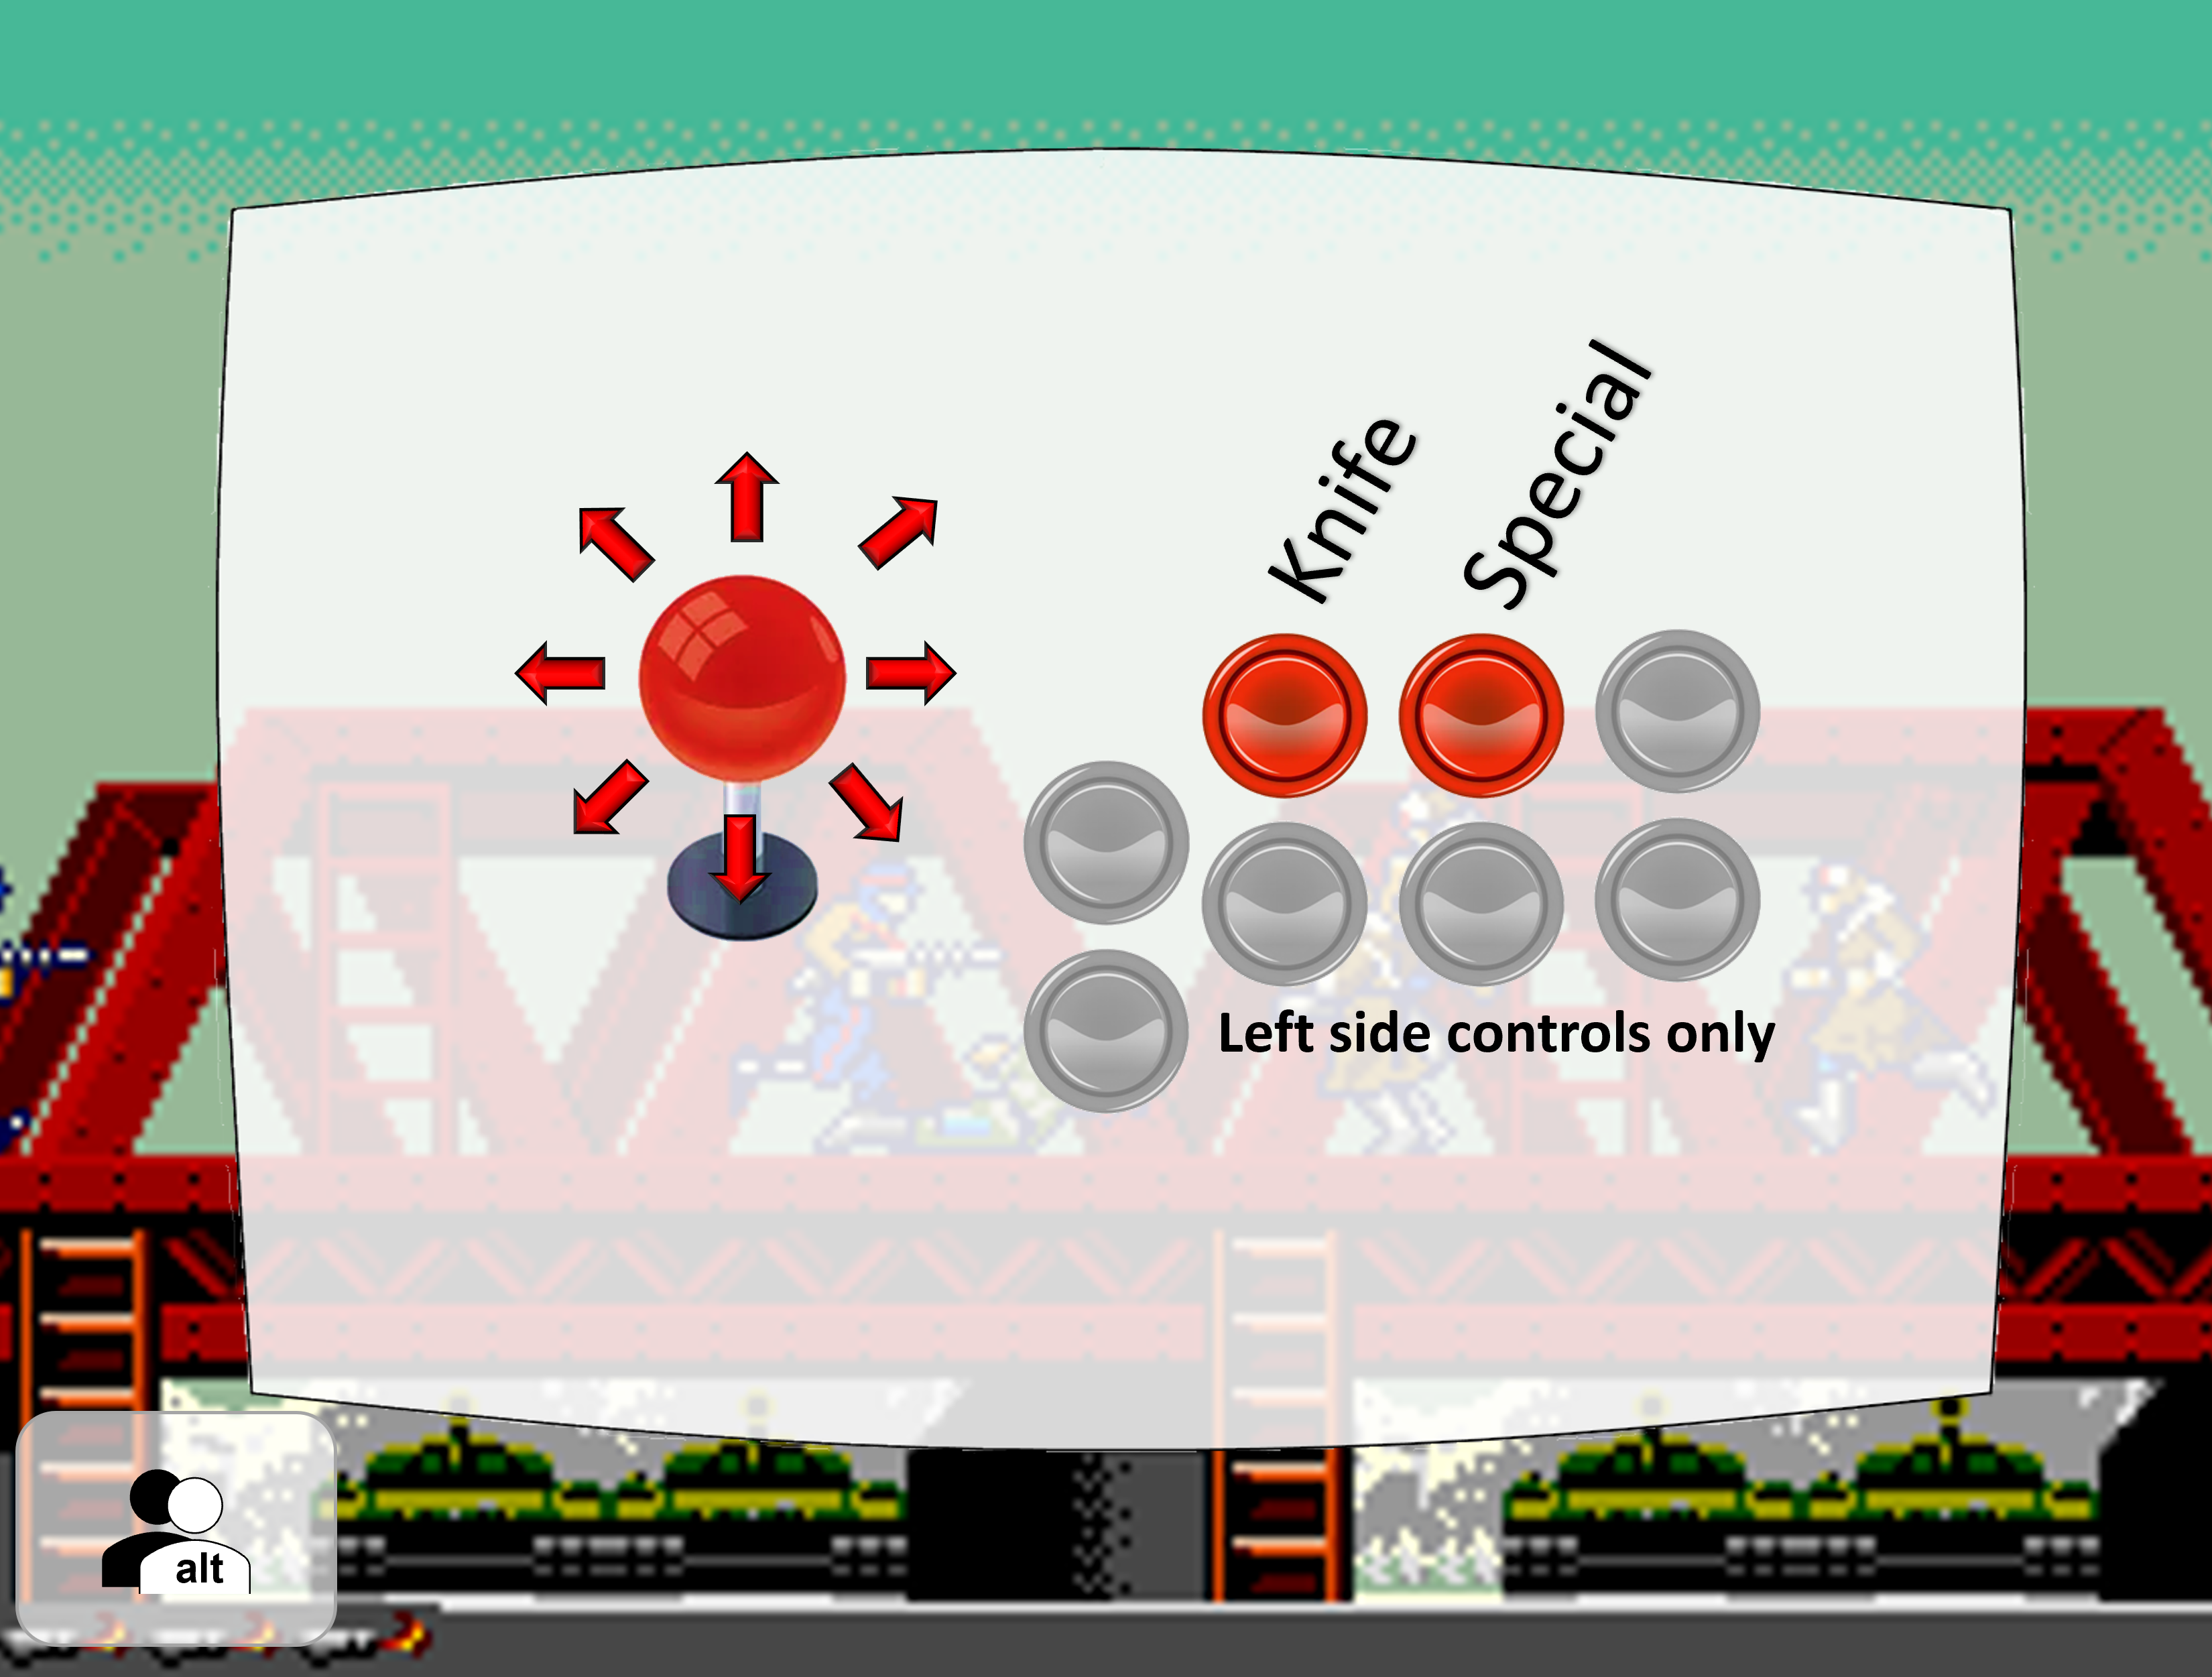 Knife
Special
Left side controls only
alt